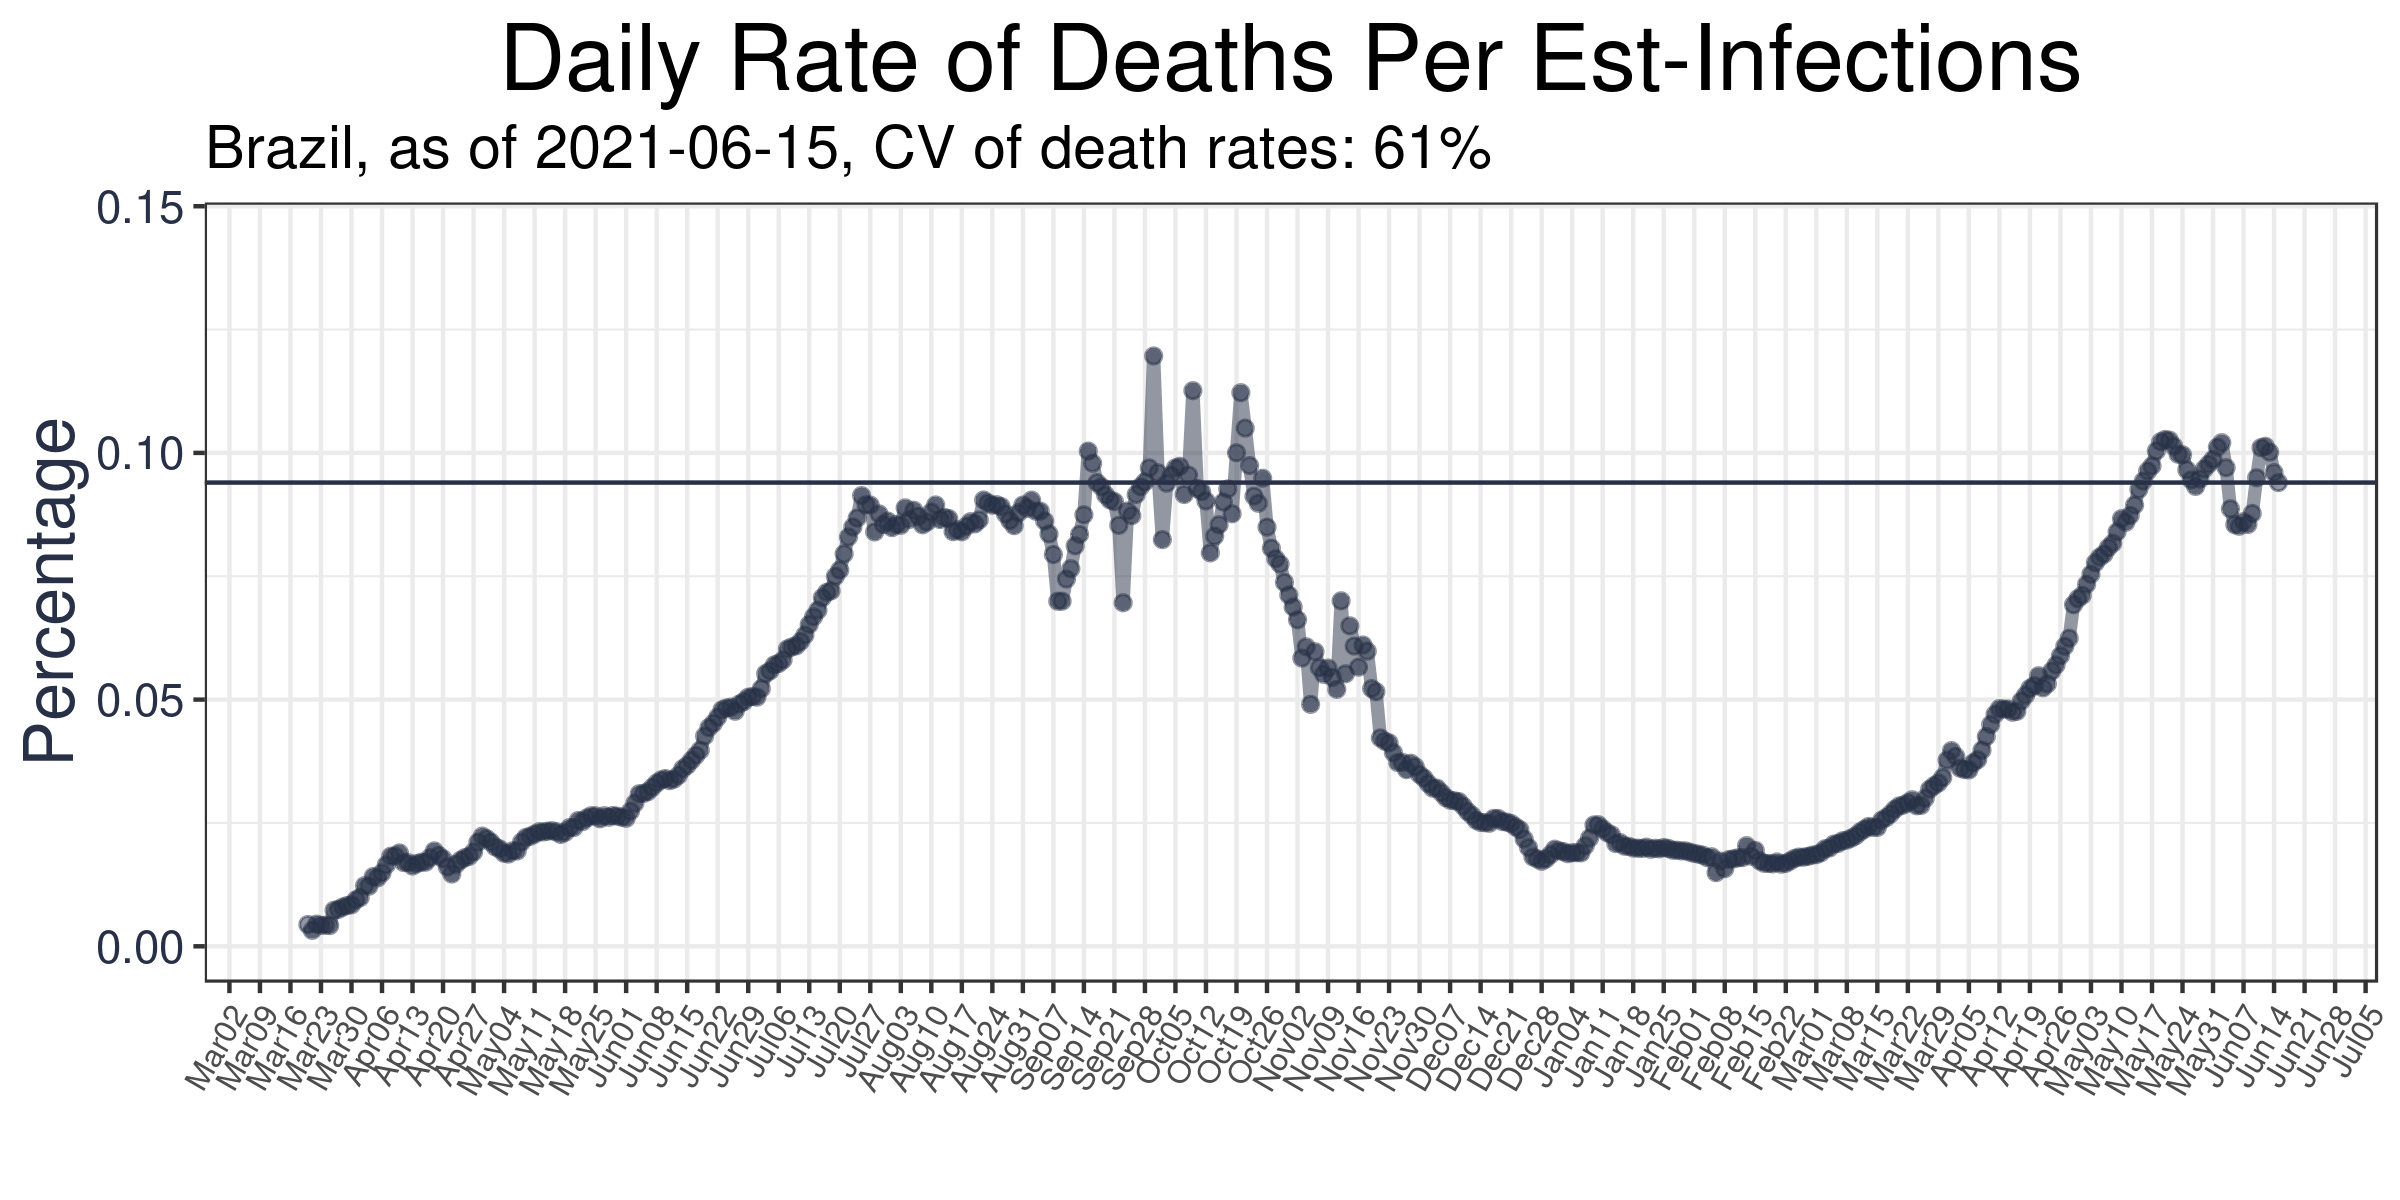 Daily Rate of Deaths Per Est-Infections
Brazil, as of 2021-06-15, CV of death rates: 61%
Percentage
0.15
0.10
0.05
0.00
Mar02 Mar09 Mar16 Mar23 Mar30 Apr06 Apr13 Apr20 Apr27 May04 May11 May18 May25 Jun01 Jun08 Jun15 Jun22 Jun29 Jul06 Jul13 Jul20 Jul27 Aug03 Aug10 Aug17 Aug24 Aug31 Sep07 Sep14 Sep21 Sep28 Oct05 Oct12 Oct19 Oct26 Nov02 Nov09 Nov16 Nov23 Nov30 Dec07 Dec14 Dec21 Dec28 Jan04 Jan11 Jan18 Jan25 Feb01 Feb08 Feb15 Feb22 Mar01 Mar08 Mar15 Mar22 Mar29 Apr05 Apr12 Apr19 Apr26 May03 May10 May17 May24 May31 Jun07 Jun14 Jun21 Jun28 Jul05